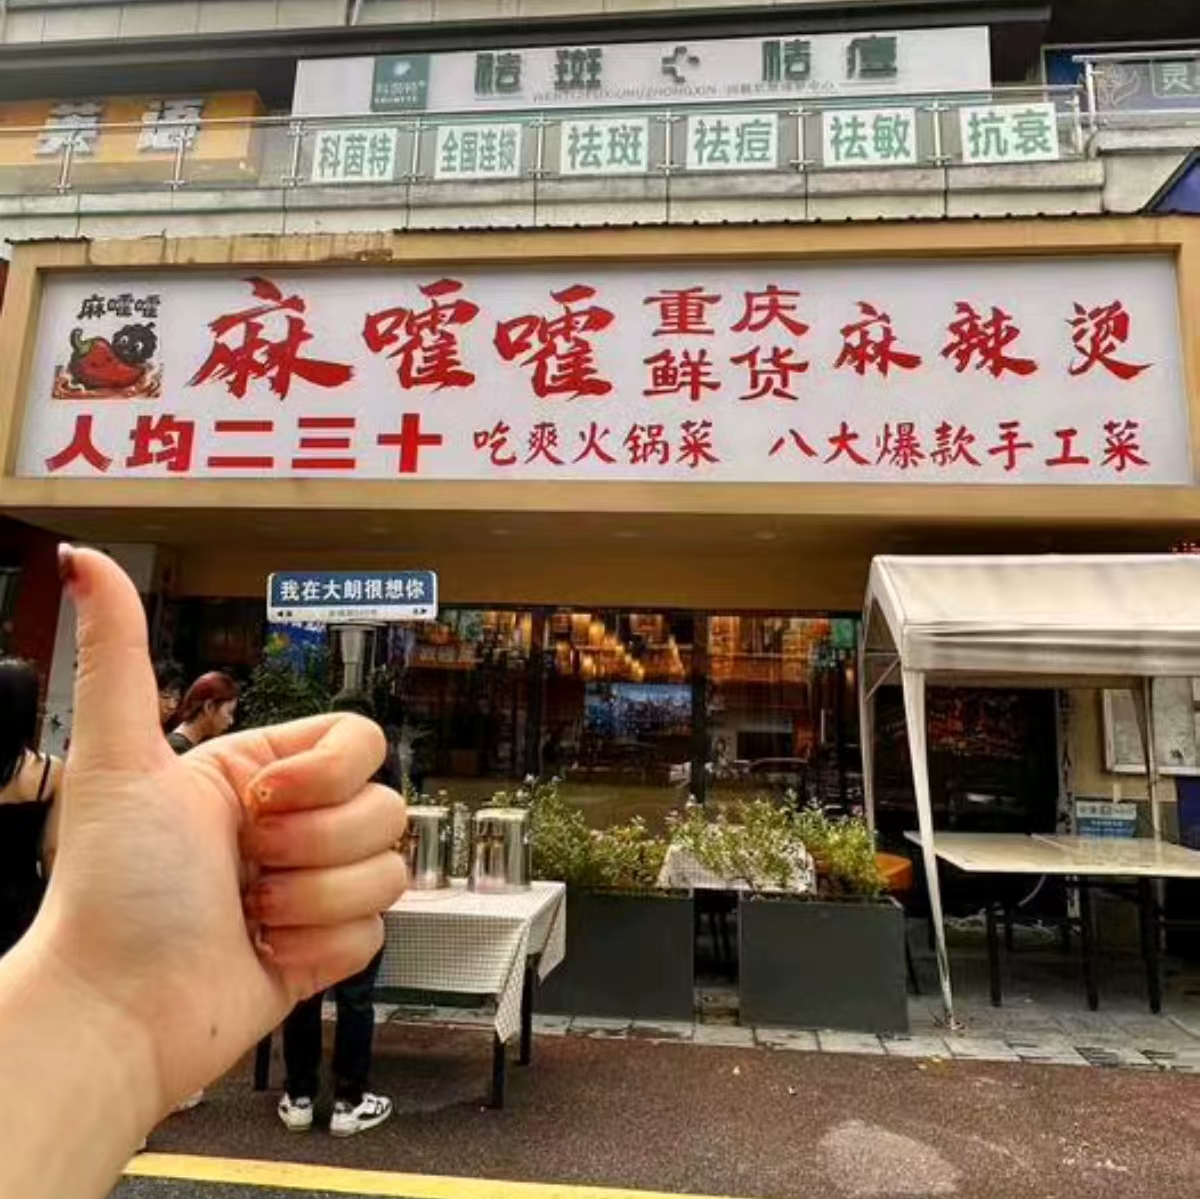 祛斑 祛痘
科茵特 全国连锁 祛斑 祛痘 祛敏 抗衰
灵
麻嚯嚯
麻嚯嚯 重庆鲜货 麻辣烫
人均二三十 吃爽火锅菜 八大爆款手工菜
我在大朗很想你